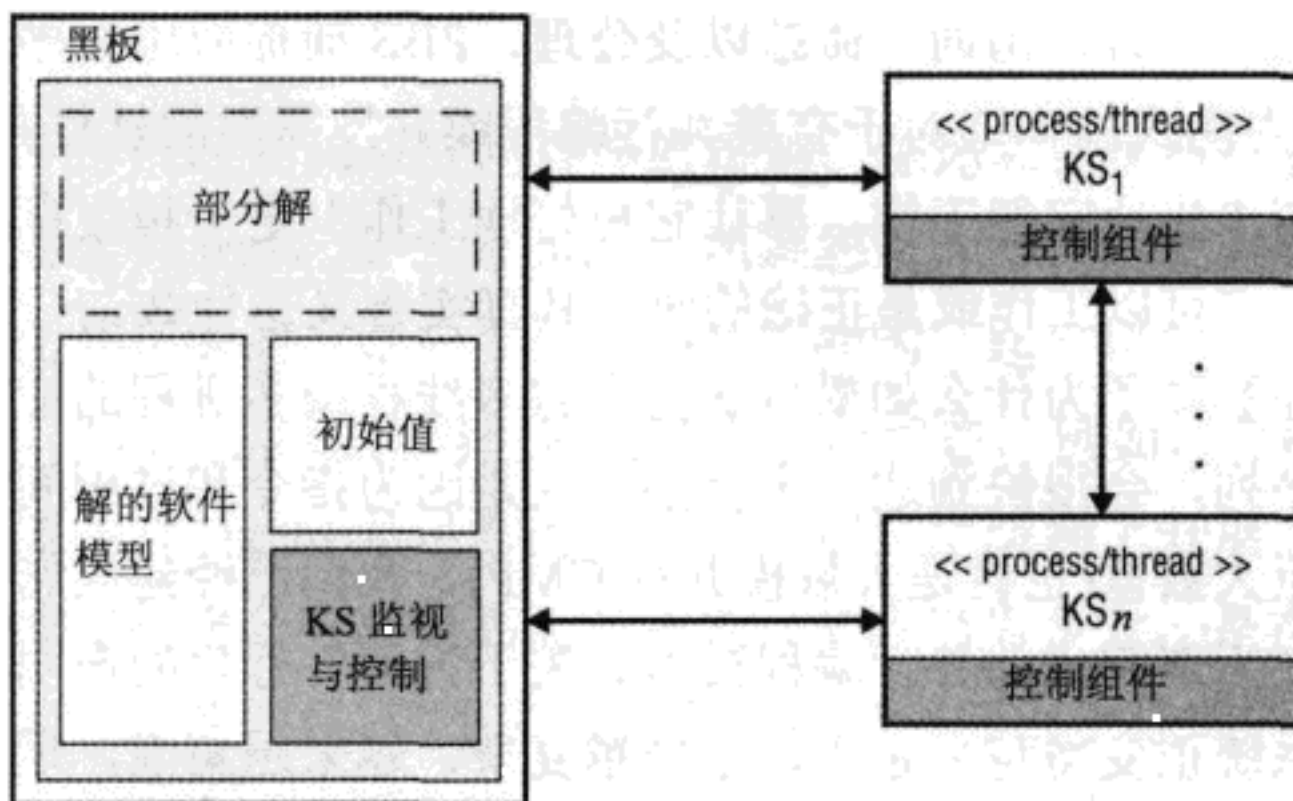 黑板
部分解
解的软件
模型
初始值
KS 监视
与控制
<< process/thread >>
KS₁
控制组件
<< process/thread >>
KSn
控制组件